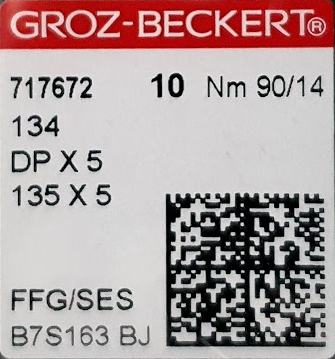 GROZ-BECKERT®
717672 10 Nm 90/14
134
DP X 5
135 X 5
FFG/SES
B7S163 BJ